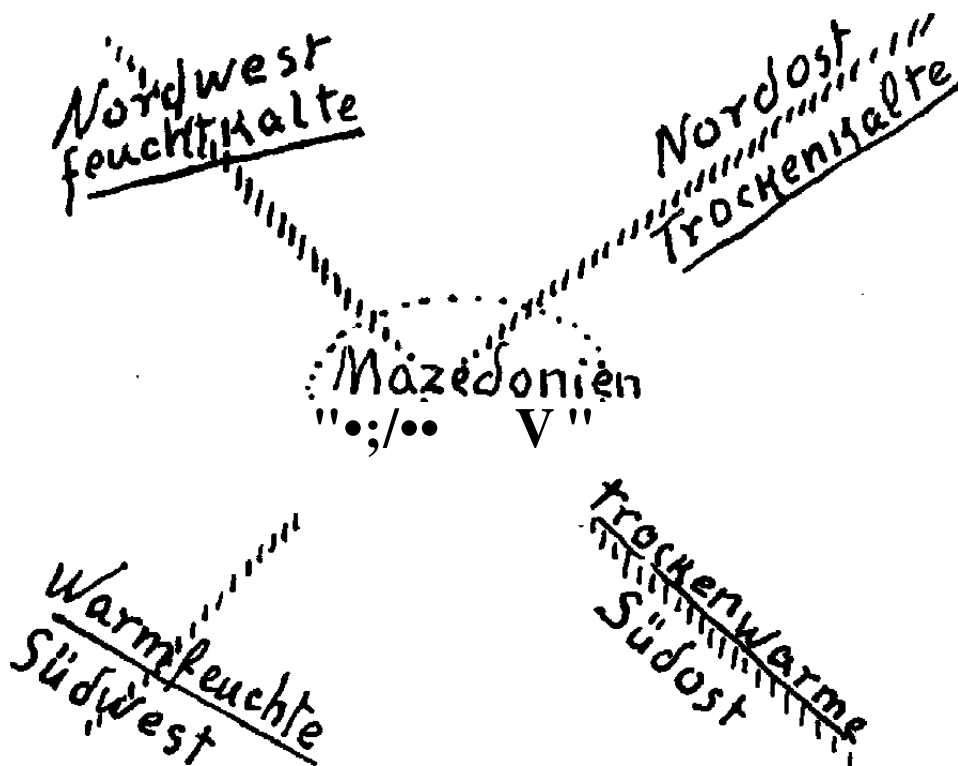 Nordwest
feuchtkalte
Nordost
Trockenkalte
Mazedonien
"•;/•• V "
Warmfeuchte
Südwest
trockenwarme
Südost